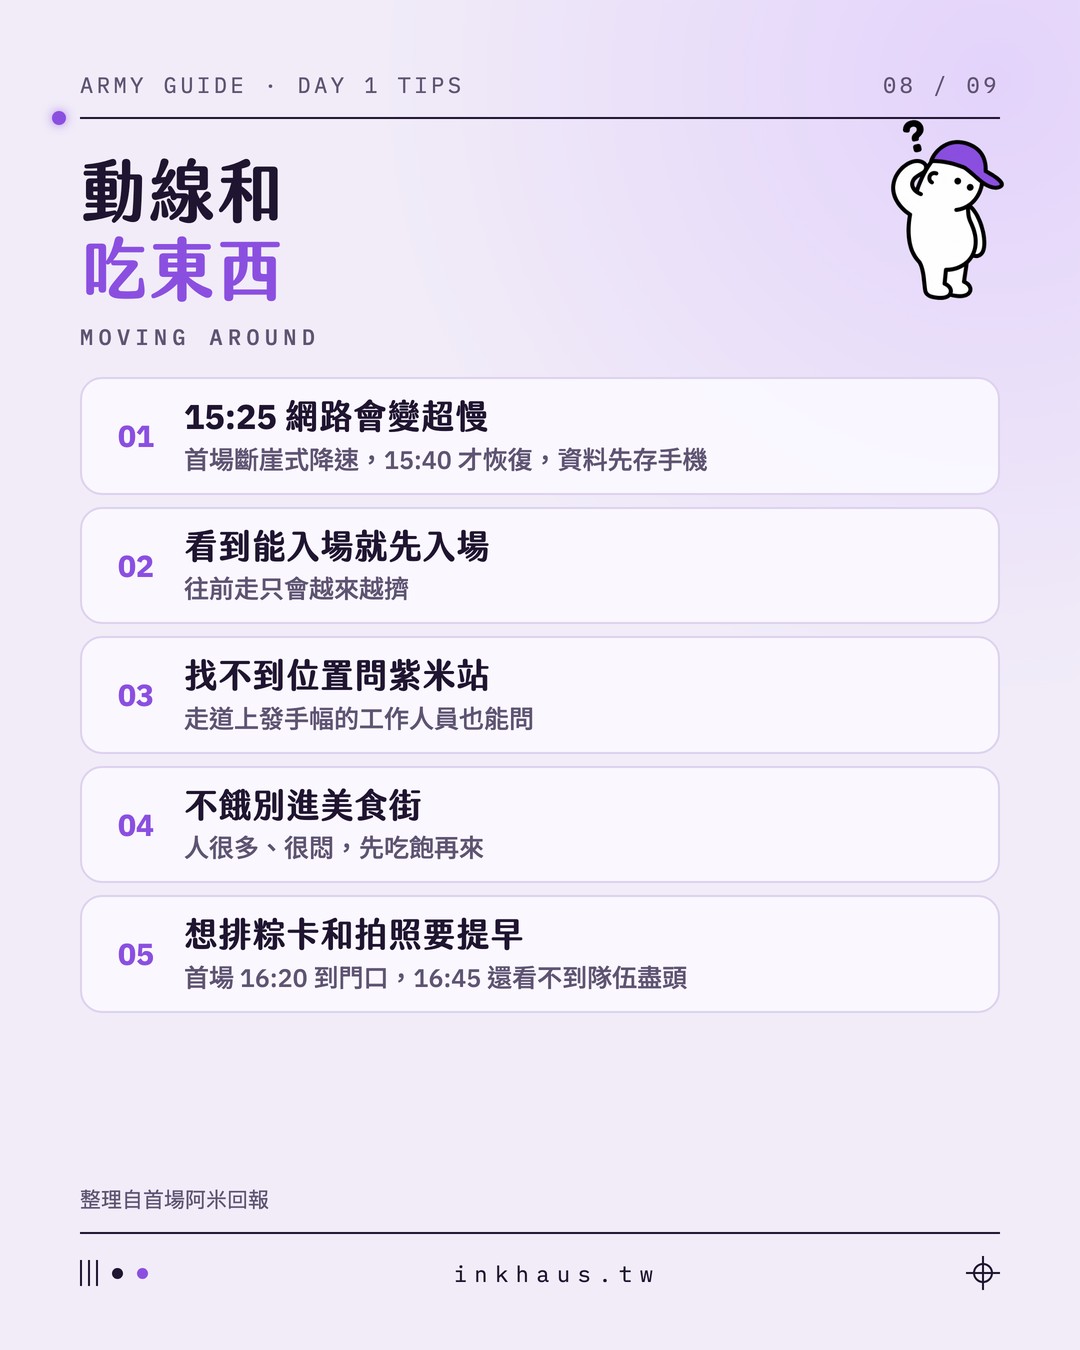 ARMY GUIDE · DAY 1 TIPS
08 / 09
?
動線和
吃東西
MOVING AROUND
01
15:25 網路會變超慢
首場斷崖式降速，15:40 才恢復，資料先存手機
02
看到能入場就先入場
往前走只會越來越擠
03
找不到位置問紫米站
走道上發手幅的工作人員也能問
04
不餓別進美食街
人很多、很悶，先吃飽再來
05
想排粽卡和拍照要提早
首場 16:20 到門口，16:45 還看不到隊伍盡頭
整理自首場阿米回報
inkhaus.tw